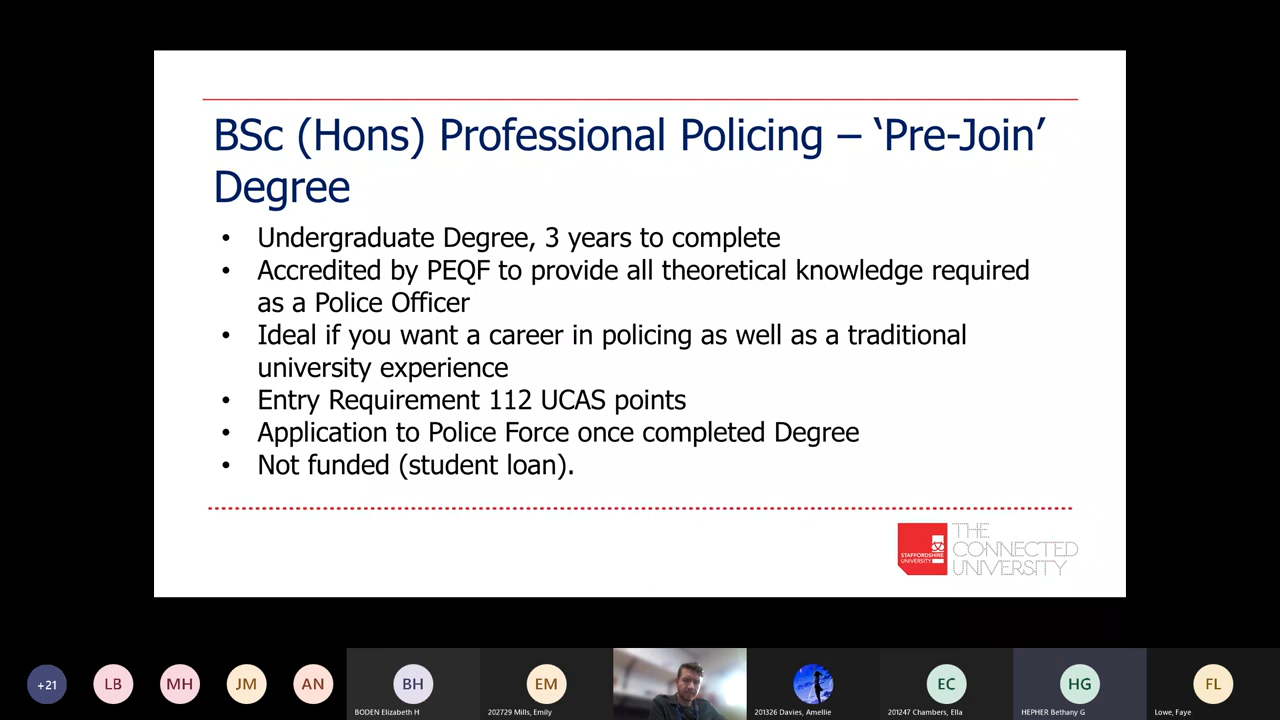 BSc (Hons) Professional Policing – ‘Pre-Join’
Degree
• Undergraduate Degree, 3 years to complete
• Accredited by PEQF to provide all theoretical knowledge required
as a Police Officer
• Ideal if you want a career in policing as well as a traditional
university experience
• Entry Requirement 112 UCAS points
• Application to Police Force once completed Degree
• Not funded (student loan).
STAFFORDSHIRE
UNIVERSITY
THE
CONNECTED
UNIVERSITY
+21 LB MH JM AN BH EM EC HG FL
BODEN Elizabeth H 202729 Mills, Emily 201326 Davies, Amellie 201247 Chambers, Ella HEPHER Bethany G Lowe, Faye